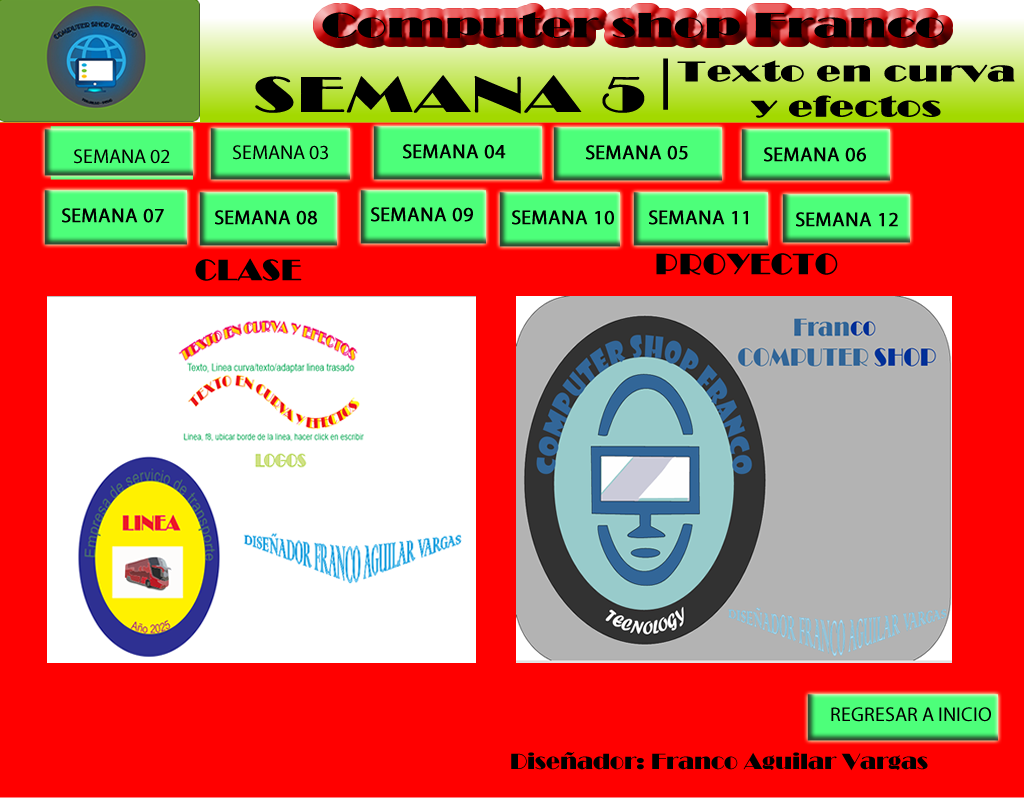 COMPUTER SHOP FRANCO
Computer shop Franco
SEMANA 5
Texto en curva
y efectos
SEMANA 02
SEMANA 03
SEMANA 04
SEMANA 05
SEMANA 06
SEMANA 07
SEMANA 08
SEMANA 09
SEMANA 10
SEMANA 11
SEMANA 12
CLASE
PROYECTO
TEXTO EN CURVA Y EFECTOS
Texto, Linea curva/texto/adaptar linea trasado
TEXTO EN CURVA Y EFECTOS
Linea, f8, ubicar borde de la linea, hacer click en escribir
LOGOS
Empresa de servicio de transporte
LINEA
Año 2025
DISEÑADOR FRANCO AGUILAR VARGAS
COMPUTER SHOP FRANCO
TECNOLOGY
Franco
COMPUTER SHOP
DISEÑADOR FRANCO AGUILAR VARGAS
REGRESAR A INICIO
Diseñador: Franco Aguilar Vargas